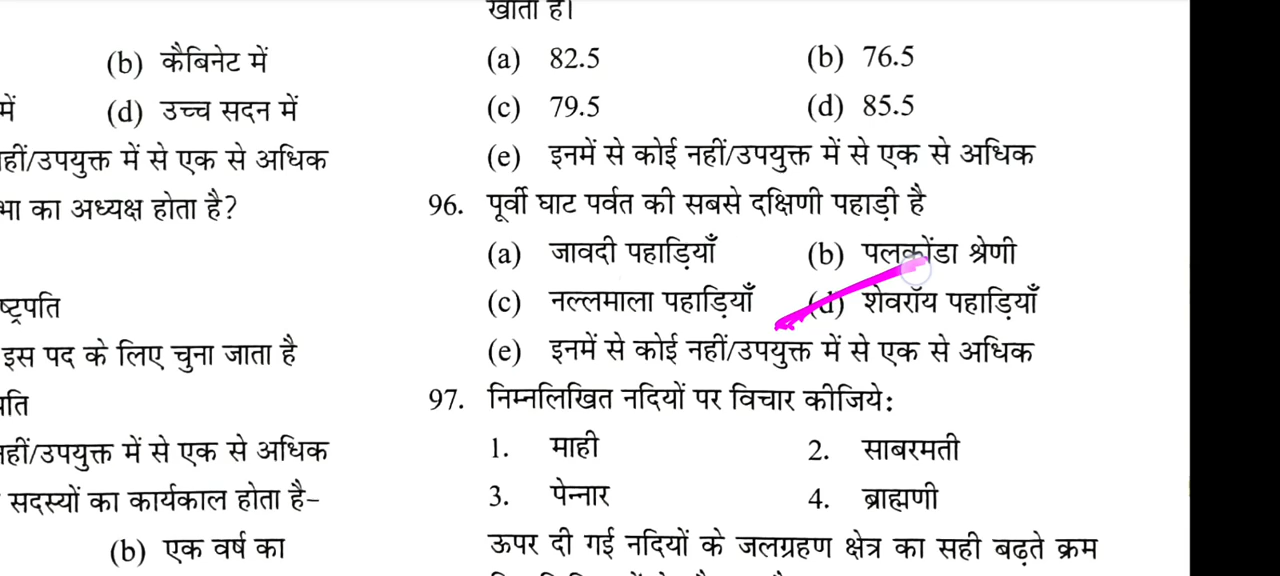 (b) कैबिनेट में
में (d) उच्च सदन में
हीं/उपयुक्त में से एक से अधिक
भा का अध्यक्ष होता है?
ष्ट्रपति
इस पद के लिए चुना जाता है
पति
नहीं/उपयुक्त में से एक से अधिक
सदस्यों का कार्यकाल होता है-
(b) एक वर्ष का
खाता है।
(a) 82.5 (b) 76.5
(c) 79.5 (d) 85.5
(e) इनमें से कोई नहीं/उपयुक्त में से एक से अधिक
96. पूर्वी घाट पर्वत की सबसे दक्षिणी पहाड़ी है
(a) जावदी पहाड़ियाँ (b) पलकोंडा श्रेणी
(c) नल्लमाला पहाड़ियाँ (d) शेवरॉय पहाड़ियाँ
(e) इनमें से कोई नहीं/उपयुक्त में से एक से अधिक
97. निम्नलिखित नदियों पर विचार कीजिये:
1. माही 2. साबरमती
3. पेन्नार 4. ब्राह्मणी
ऊपर दी गई नदियों के जलग्रहण क्षेत्र का सही बढ़ते क्रम